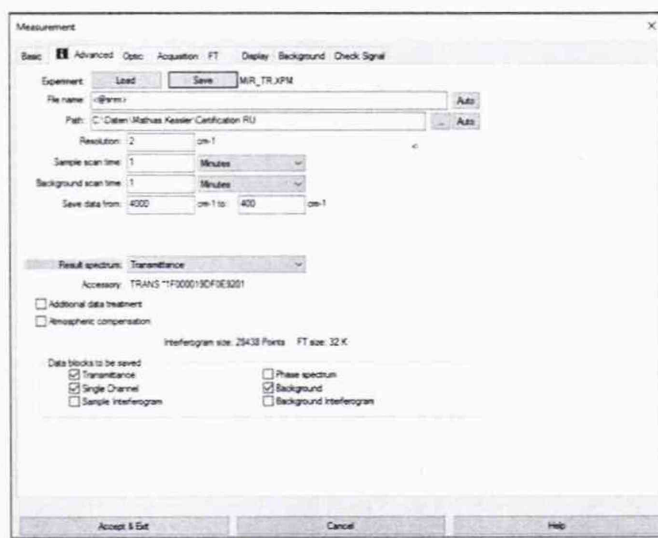 Measurement
Basic Advanced Optic Acquisition FT Display Background Check Signal
Experiment: Load Save MIR_TR.XPM
File name: <@snm>
Auto
Path: C:\Daten\Mathias Kessler\Certification RU
... Auto
Resolution: 2 cm-1
Sample scan time: 1 Minutes
Background scan time: 1 Minutes
Save data from: 4000 cm-1 to: 400 cm-1
Result spectrum: Transmittance
Accessory: TRANS
Additional data treatment
Atmospheric compensation
Interferogram size: 28438 Points FT size: 32 K
Data blocks to be saved
Transmittance Phase spectrum
Single Channel Background
Sample Interferogram Background Interferogram
Accept & Exit Cancel Help